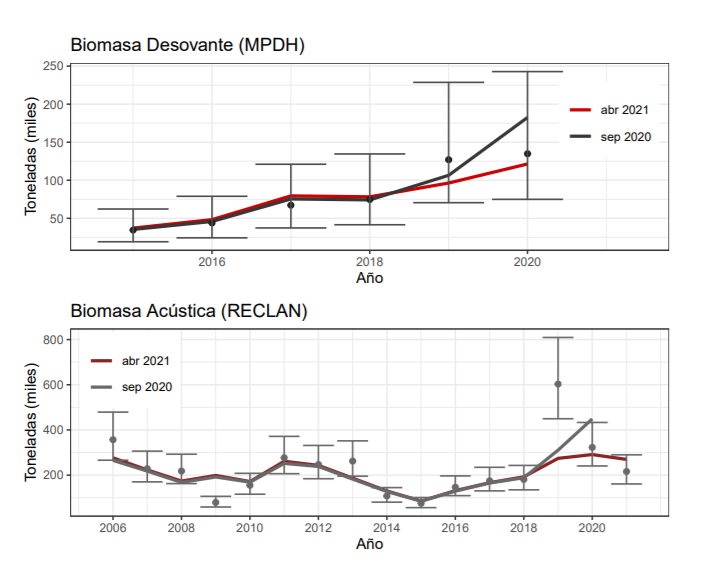 Biomasa Desovante (MPDH)
250
200
150
100
50
Toneladas (miles)
abr 2021
sep 2020
2016
2018
2020
Año
Biomasa Acústica (RECLAN)
800
600
400
200
Toneladas (miles)
abr 2021
sep 2020
2006
2008
2010
2012
2014
2016
2018
2020
Año